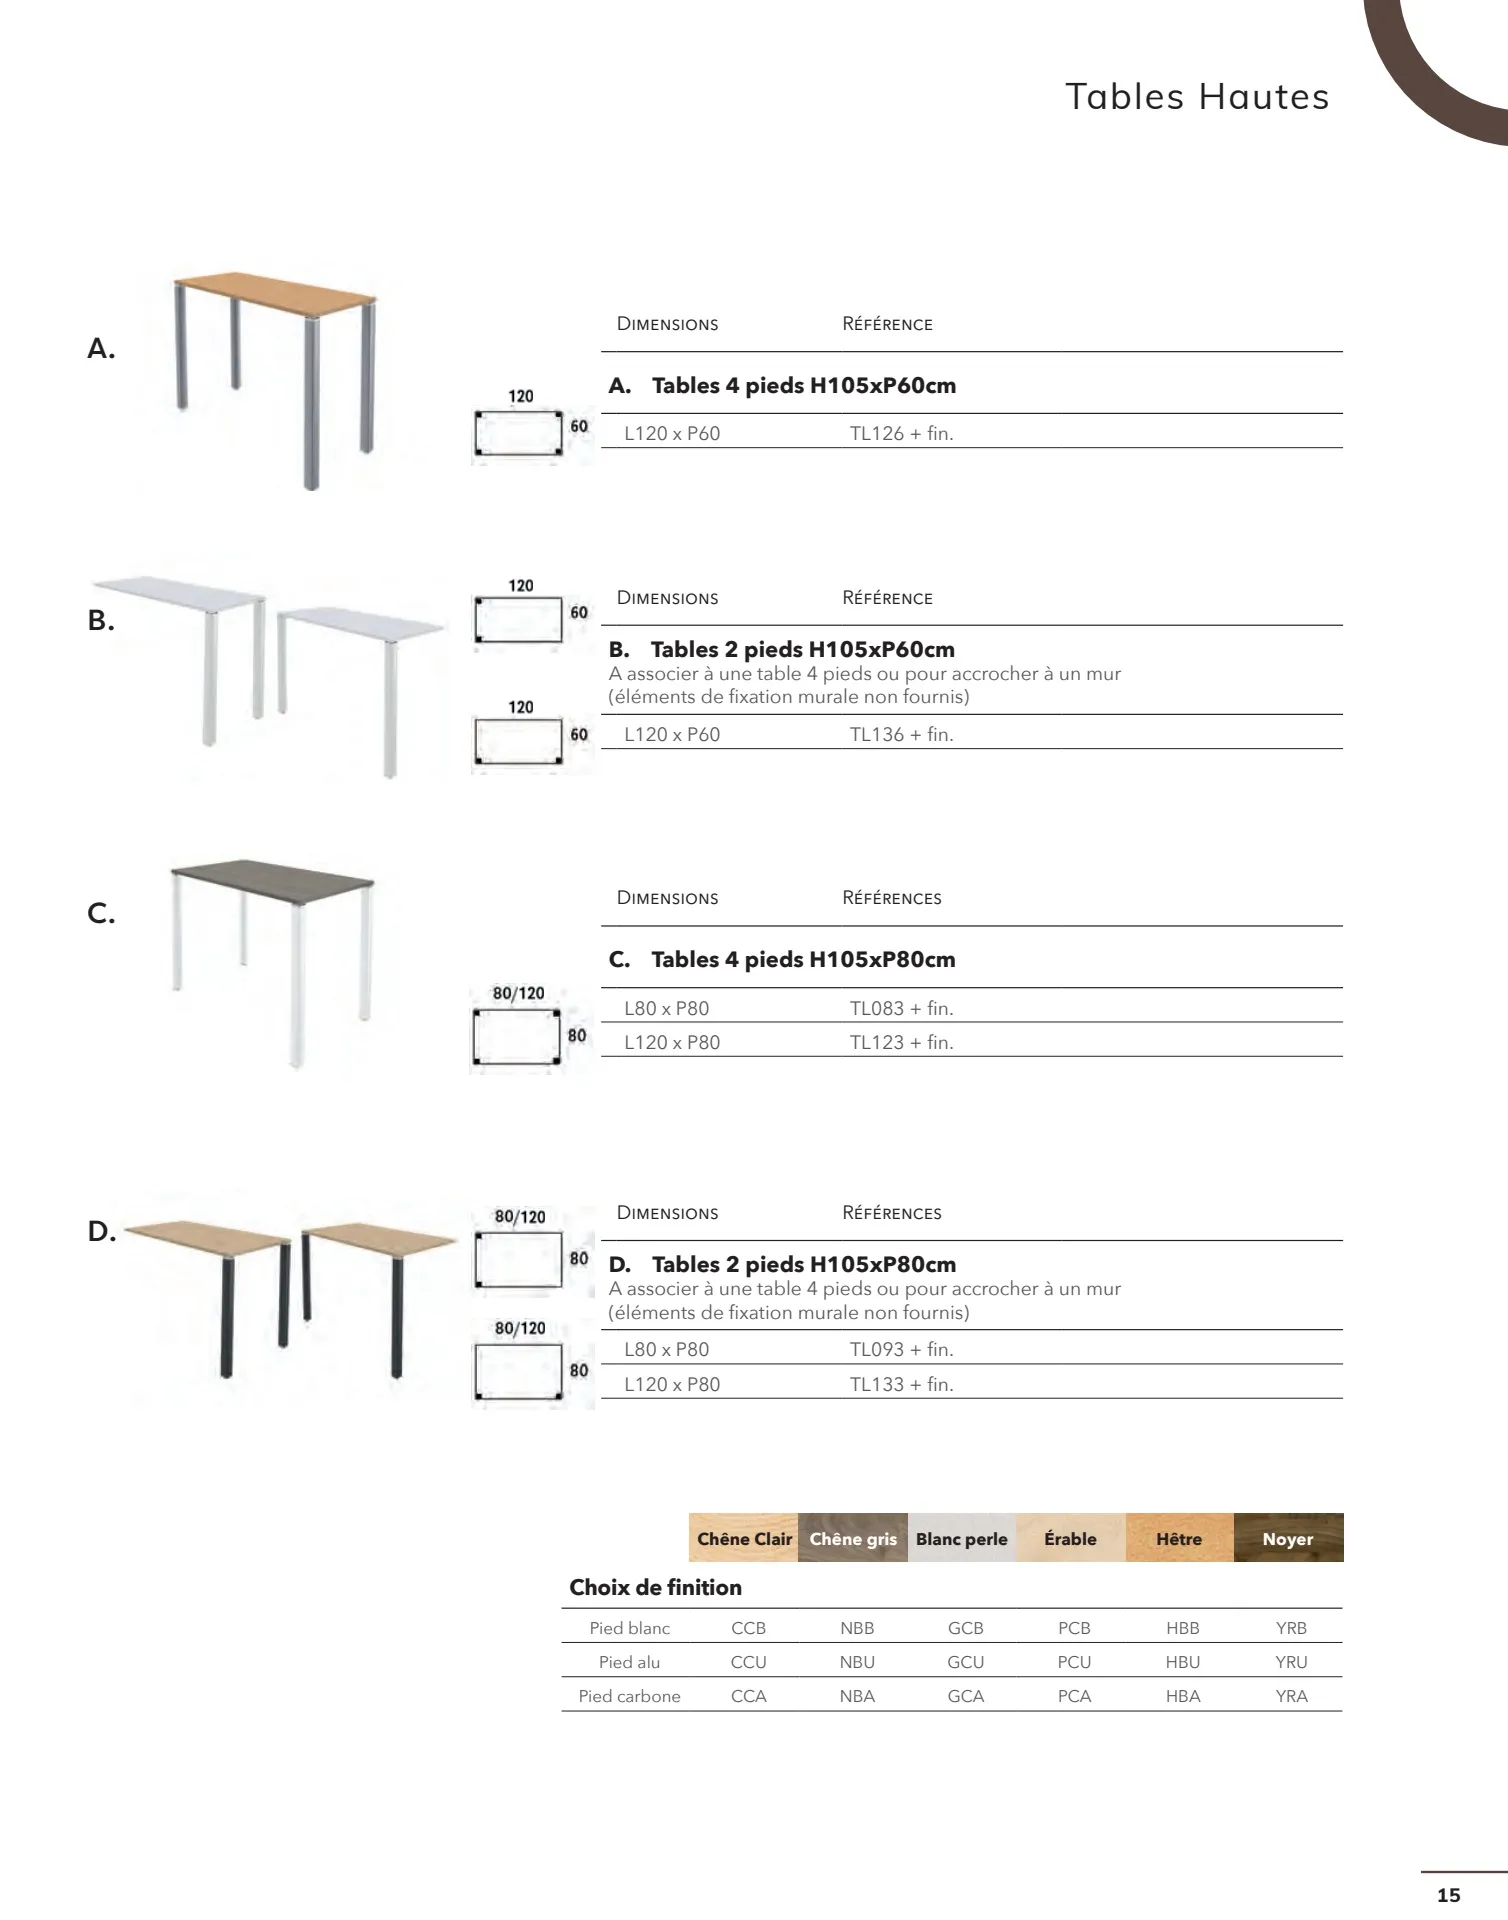 Tables Hautes
A.
120
60
Dimensions Référence
A. Tables 4 pieds H105xP60cm
L120 x P60 TL126 + fin.
B.
120
60
120
60
Dimensions Référence
B. Tables 2 pieds H105xP60cm
A associer à une table 4 pieds ou pour accrocher à un mur
(éléments de fixation murale non fournis)
L120 x P60 TL136 + fin.
C.
80/120
80
Dimensions Références
C. Tables 4 pieds H105xP80cm
L80 x P80 TL083 + fin.
L120 x P80 TL123 + fin.
D.
80/120
80
80/120
80
Dimensions Références
D. Tables 2 pieds H105xP80cm
A associer à une table 4 pieds ou pour accrocher à un mur
(éléments de fixation murale non fournis)
L80 x P80 TL093 + fin.
L120 x P80 TL133 + fin.
Chêne Clair Chêne gris Blanc perle Érable Hêtre Noyer
Choix de finition
Pied blanc CCB NBB GCB PCB HBB YRB
Pied alu CCU NBU GCU PCU HBU YRU
Pied carbone CCA NBA GCA PCA HBA YRA
15